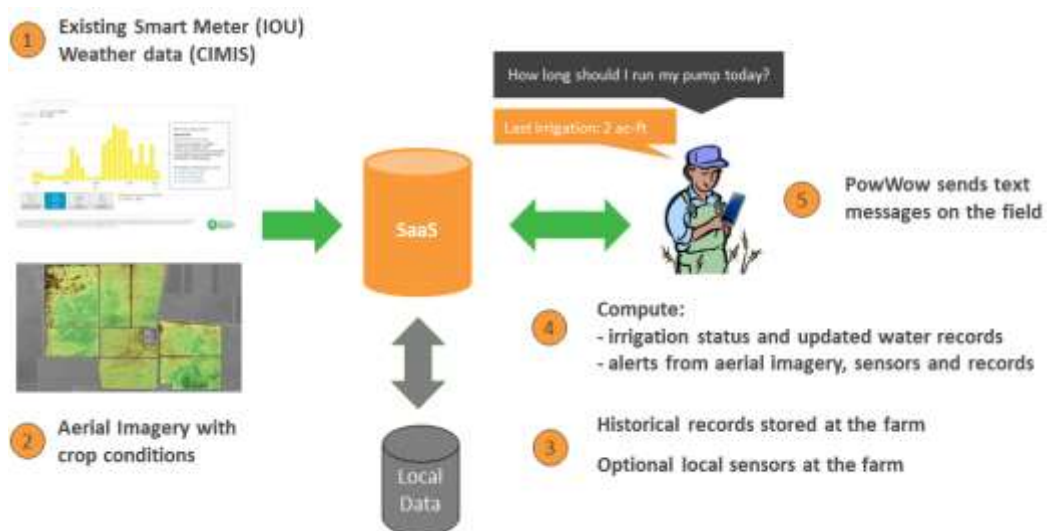 1
Existing Smart Meter (IOU)
Weather data (CIMIS)
How long should I run my pump today?
Last irrigation: 2 ac-ft
SaaS
5
PowWow sends text
messages on the field
4
Compute:
- irrigation status and updated water records
- alerts from aerial imagery, sensors and records
2
Aerial Imagery with
crop conditions
3
Historical records stored at the farm
Optional local sensors at the farm
Local
Data